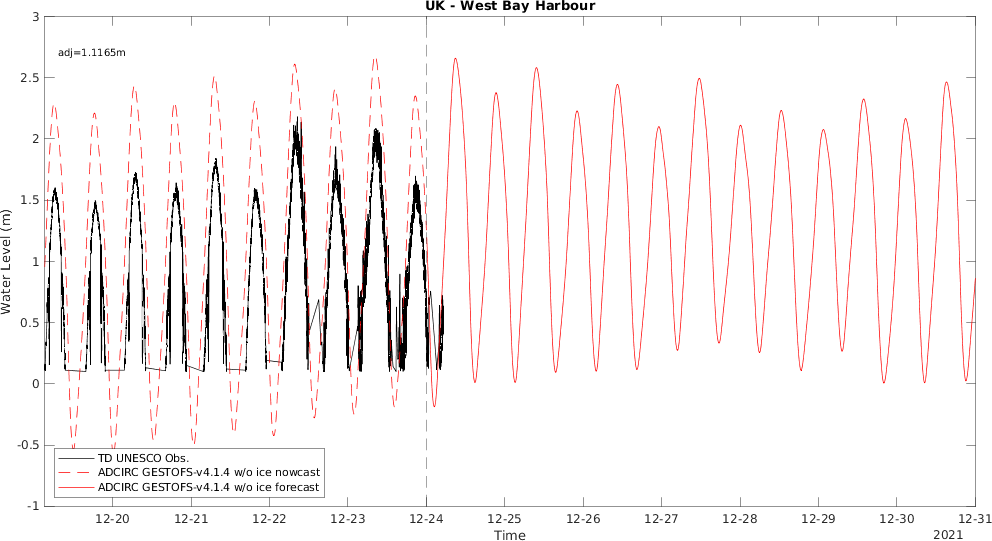 UK - West Bay Harbour
adj=1.1165m
Water Level (m)
3
2.5
2
1.5
1
0.5
0
-0.5
-1
TD UNESCO Obs.
ADCIRC GESTOFS-v4.1.4 w/o ice nowcast
ADCIRC GESTOFS-v4.1.4 w/o ice forecast
12-20 12-21 12-22 12-23 12-24 12-25 12-26 12-27 12-28 12-29 12-30 12-31
Time
2021